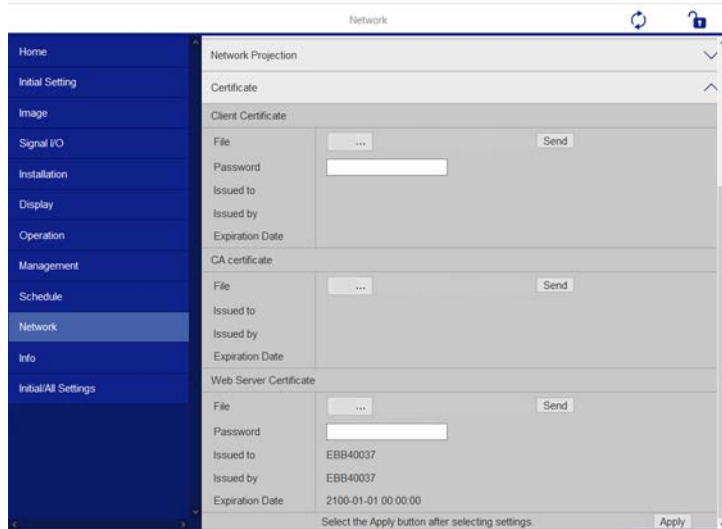 Network
Home
Initial Setting
Image
Signal I/O
Installation
Display
Operation
Management
Schedule
Network
Info
Initial/All Settings
Network Projection
Certificate
Client Certificate
File ... Send
Password
Issued to
Issued by
Expiration Date
CA certificate
File ... Send
Issued to
Issued by
Expiration Date
Web Server Certificate
File ... Send
Password
Issued to EBB40037
Issued by EBB40037
Expiration Date 2100-01-01 00:00:00
Select the Apply button after selecting settings. Apply